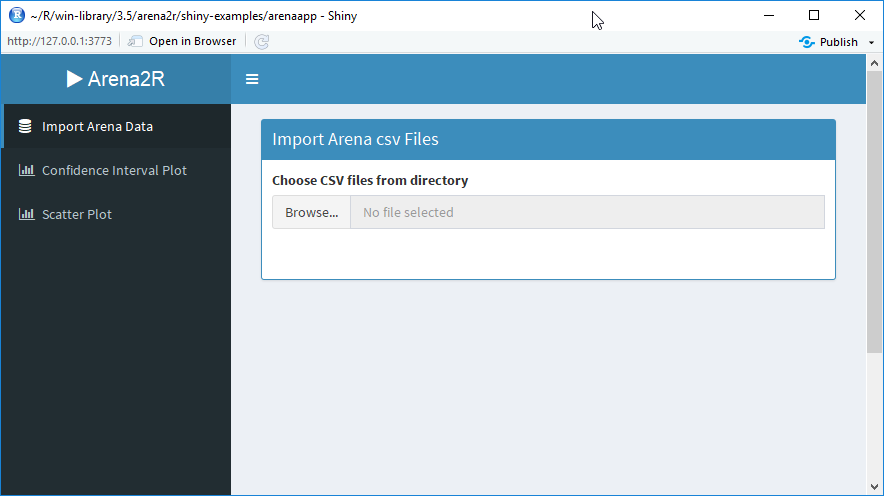 ~/R/win-library/3.5/arena2r/shiny-examples/arenaapp - Shiny
http://127.0.0.1:3773 Open in Browser Publish
Arena2R
Import Arena Data
Confidence Interval Plot
Scatter Plot
Import Arena csv Files
Choose CSV files from directory
Browse... No file selected